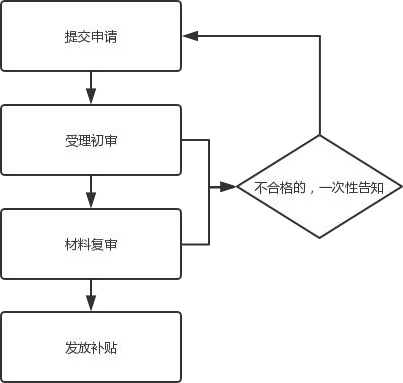 提交申请
受理初审
不合格的，一次性告知
材料复审
发放补贴